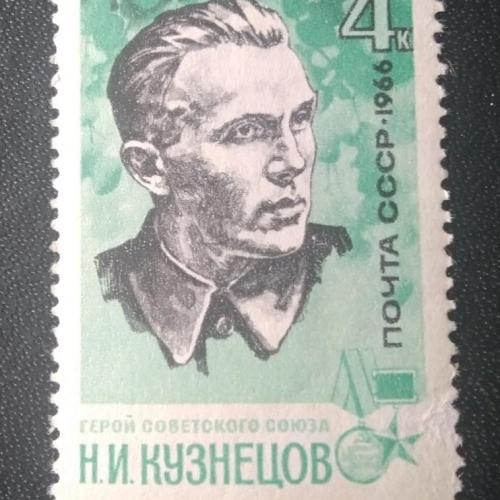 4к
ПОЧТА СССР·1966
ГЕРОЙ СОВЕТСКОГО СОЮЗА
Н.И.КУЗНЕЦОВ